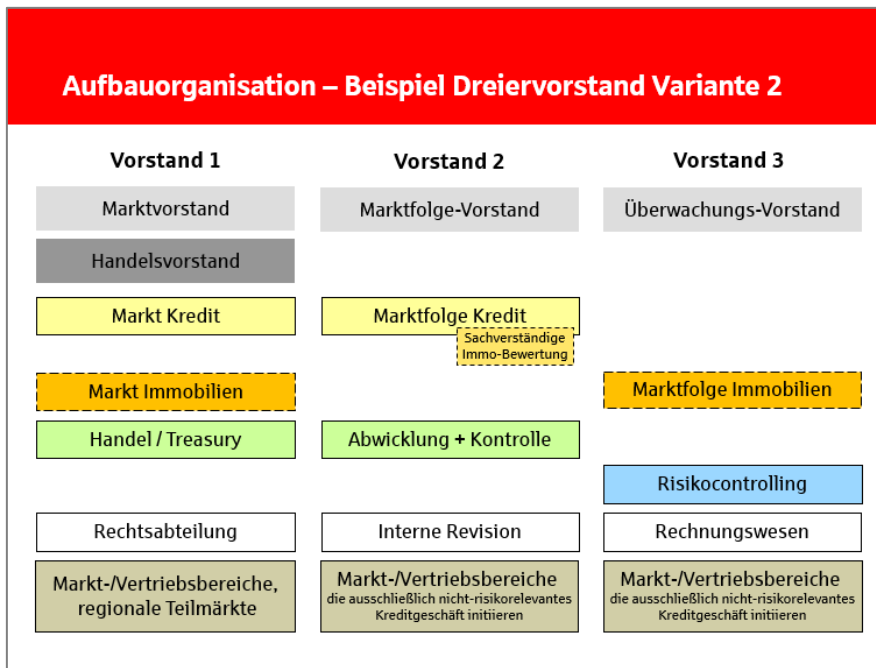 Aufbauorganisation – Beispiel Dreiervorstand Variante 2
Vorstand 1
Vorstand 2
Vorstand 3
Marktvorstand
Marktfolge-Vorstand
Überwachungs-Vorstand
Handelsvorstand
Markt Kredit
Marktfolge Kredit
Sachverständige
Immo-Bewertung
Markt Immobilien
Marktfolge Immobilien
Handel / Treasury
Abwicklung + Kontrolle
Risikocontrolling
Rechtsabteilung
Interne Revision
Rechnungswesen
Markt-/Vertriebsbereiche,
regionale Teilmärkte
Markt-/Vertriebsbereiche
die ausschließlich nicht-risikorelevantes
Kreditgeschäft initiieren
Markt-/Vertriebsbereiche
die ausschließlich nicht-risikorelevantes
Kreditgeschäft initiieren